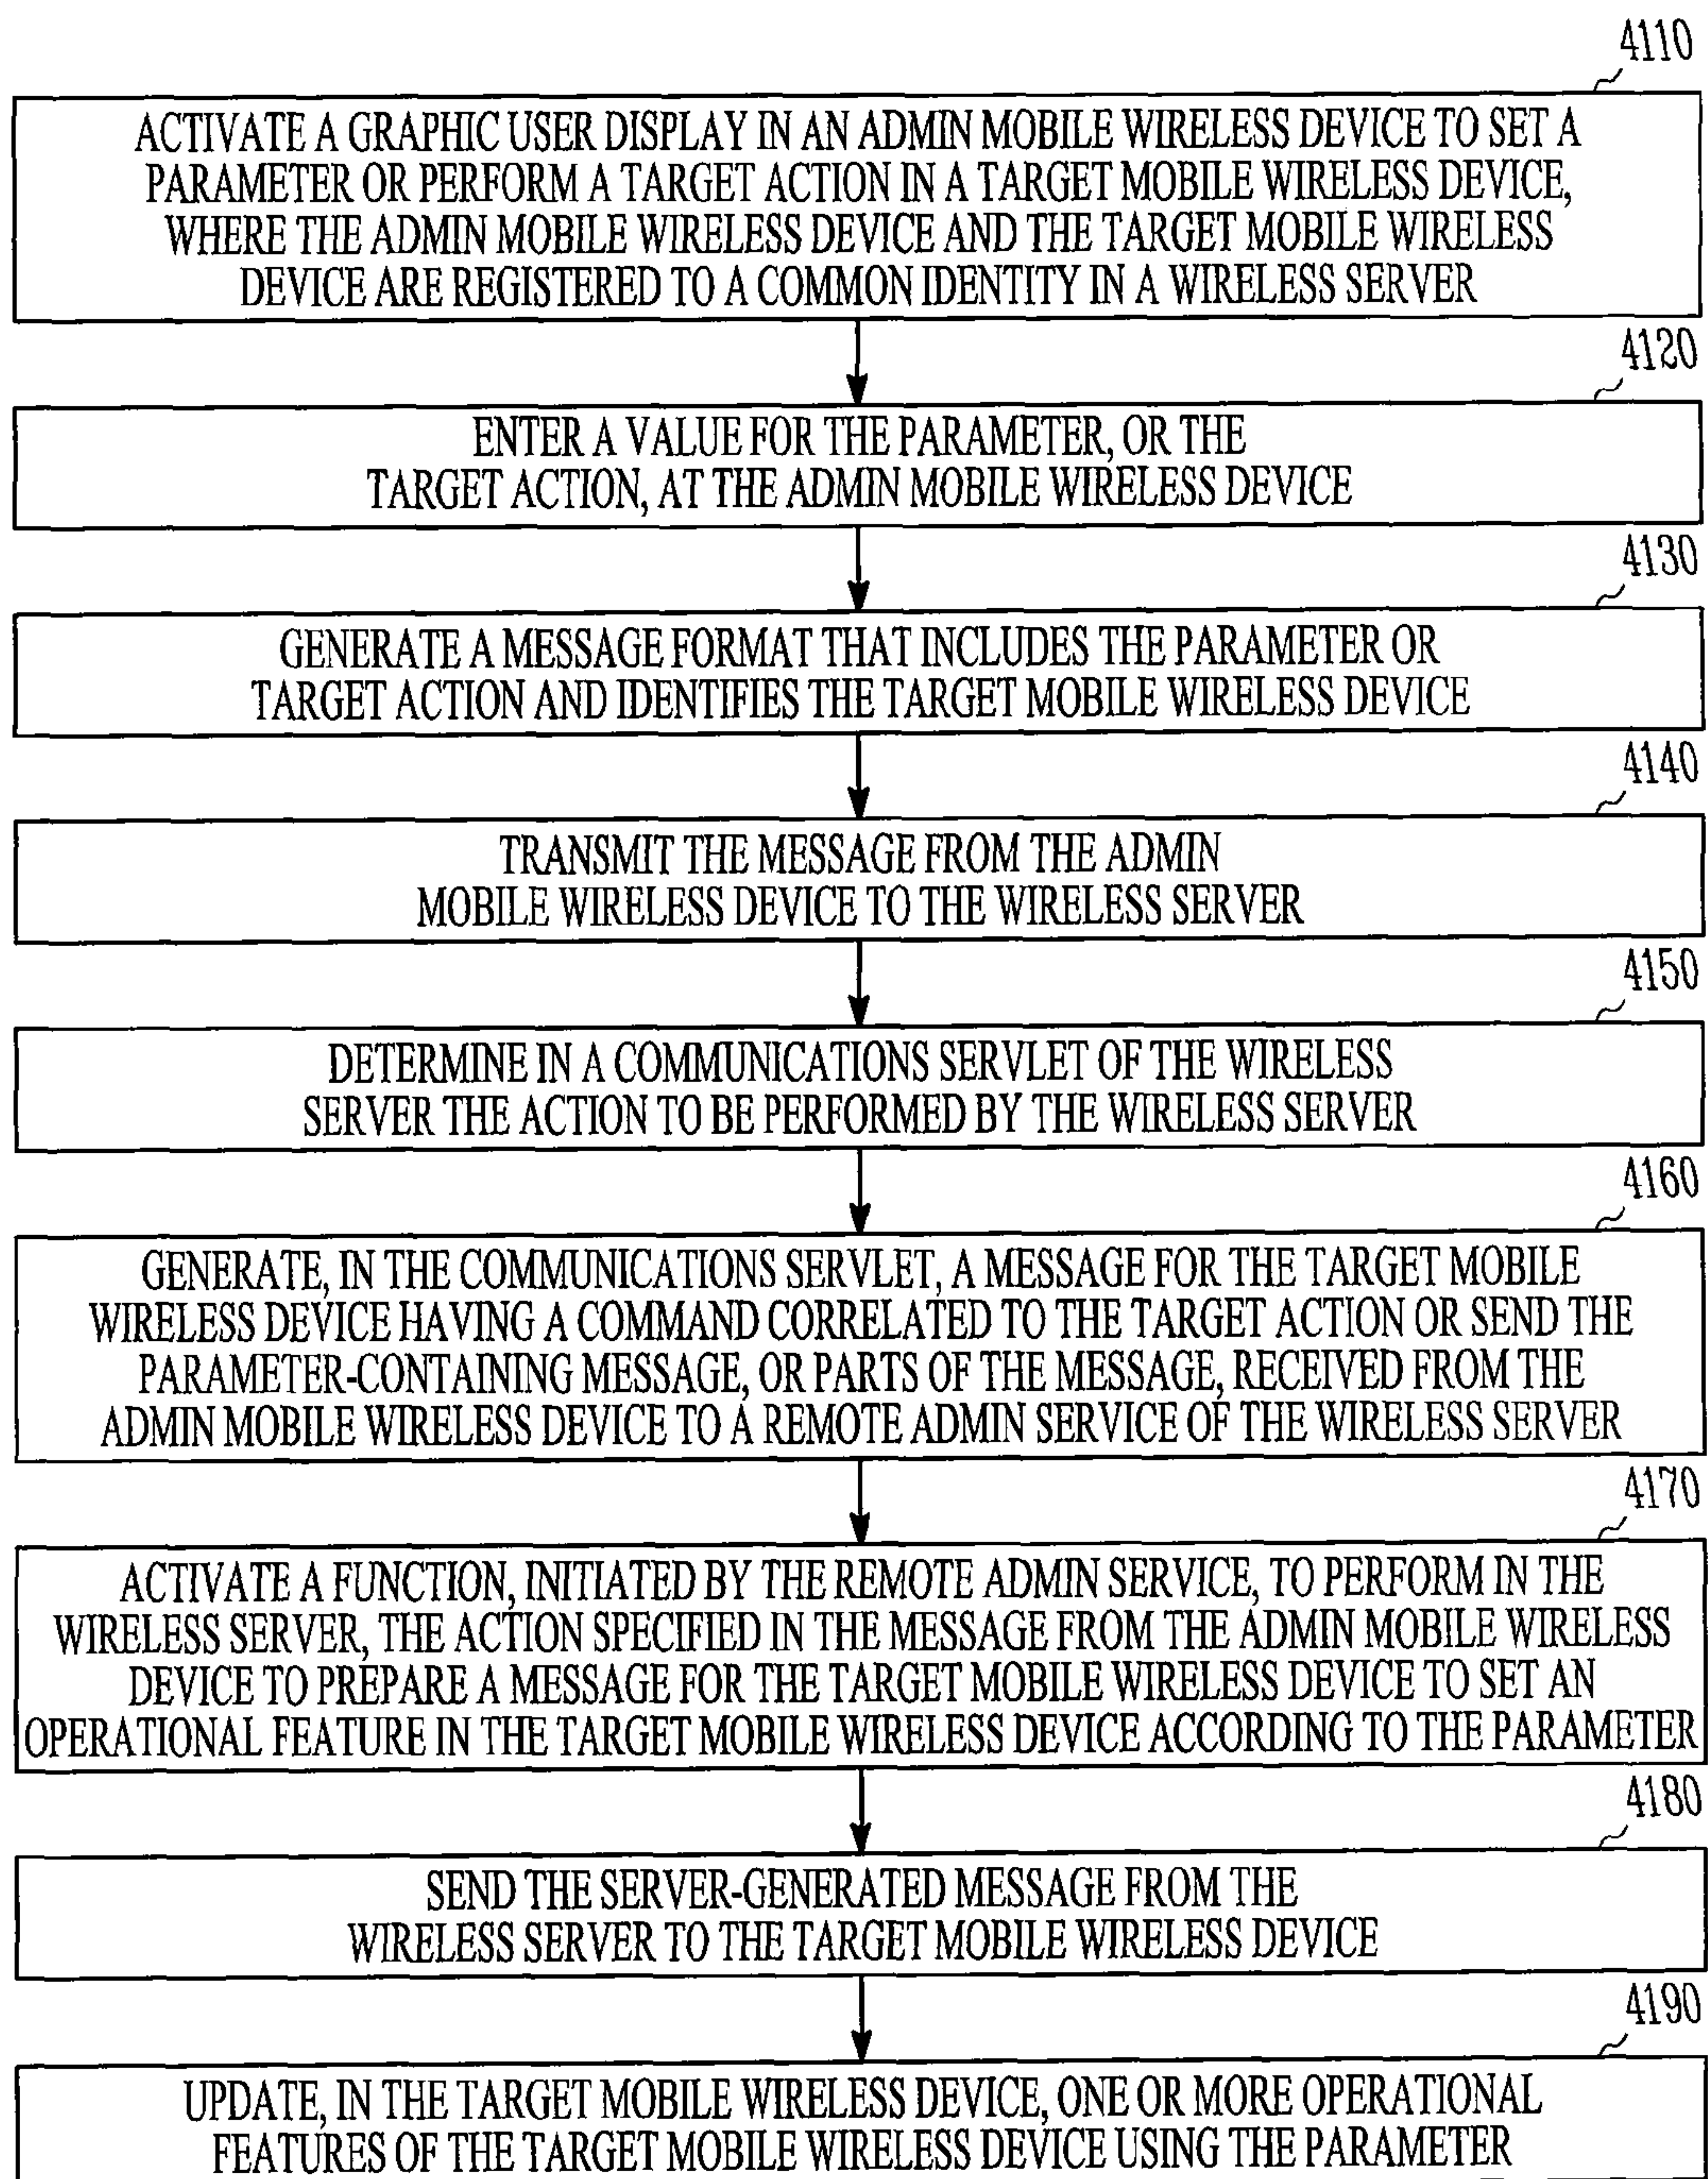 4110
ACTIVATE A GRAPHIC USER DISPLAY IN AN ADMIN MOBILE WIRELESS DEVICE TO SET A
PARAMETER OR PERFORM A TARGET ACTION IN A TARGET MOBILE WIRELESS DEVICE,
WHERE THE ADMIN MOBILE WIRELESS DEVICE AND THE TARGET MOBILE WIRELESS
DEVICE ARE REGISTERED TO A COMMON IDENTITY IN A WIRELESS SERVER
4120
ENTER A VALUE FOR THE PARAMETER, OR THE
TARGET ACTION, AT THE ADMIN MOBILE WIRELESS DEVICE
4130
GENERATE A MESSAGE FORMAT THAT INCLUDES THE PARAMETER OR
TARGET ACTION AND IDENTIFIES THE TARGET MOBILE WIRELESS DEVICE
4140
TRANSMIT THE MESSAGE FROM THE ADMIN
MOBILE WIRELESS DEVICE TO THE WIRELESS SERVER
4150
DETERMINE IN A COMMUNICATIONS SERVLET OF THE WIRELESS
SERVER THE ACTION TO BE PERFORMED BY THE WIRELESS SERVER
4160
GENERATE, IN THE COMMUNICATIONS SERVLET, A MESSAGE FOR THE TARGET MOBILE
WIRELESS DEVICE HAVING A COMMAND CORRELATED TO THE TARGET ACTION OR SEND THE
PARAMETER-CONTAINING MESSAGE, OR PARTS OF THE MESSAGE, RECEIVED FROM THE
ADMIN MOBILE WIRELESS DEVICE TO A REMOTE ADMIN SERVICE OF THE WIRELESS SERVER
4170
ACTIVATE A FUNCTION, INITIATED BY THE REMOTE ADMIN SERVICE, TO PERFORM IN THE
WIRELESS SERVER, THE ACTION SPECIFIED IN THE MESSAGE FROM THE ADMIN MOBILE WIRELESS
DEVICE TO PREPARE A MESSAGE FOR THE TARGET MOBILE WIRELESS DEVICE TO SET AN
OPERATIONAL FEATURE IN THE TARGET MOBILE WIRELESS DEVICE ACCORDING TO THE PARAMETER
4180
SEND THE SERVER-GENERATED MESSAGE FROM THE
WIRELESS SERVER TO THE TARGET MOBILE WIRELESS DEVICE
4190
UPDATE, IN THE TARGET MOBILE WIRELESS DEVICE, ONE OR MORE OPERATIONAL
FEATURES OF THE TARGET MOBILE WIRELESS DEVICE USING THE PARAMETER